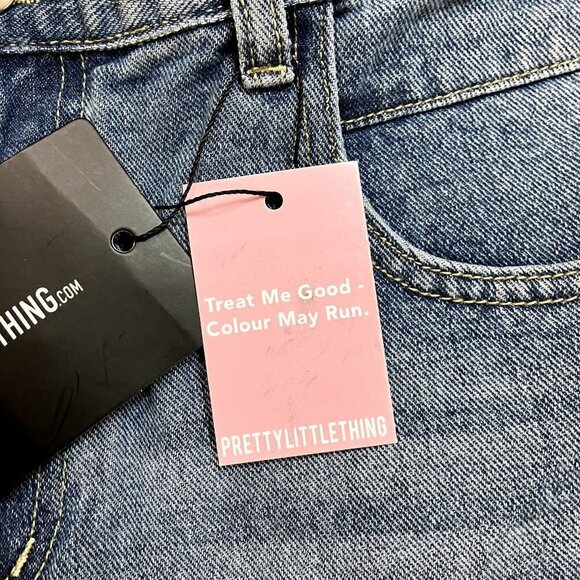 THING.COM
Treat Me Good -
Colour May Run.
PRETTYLITTLETHING